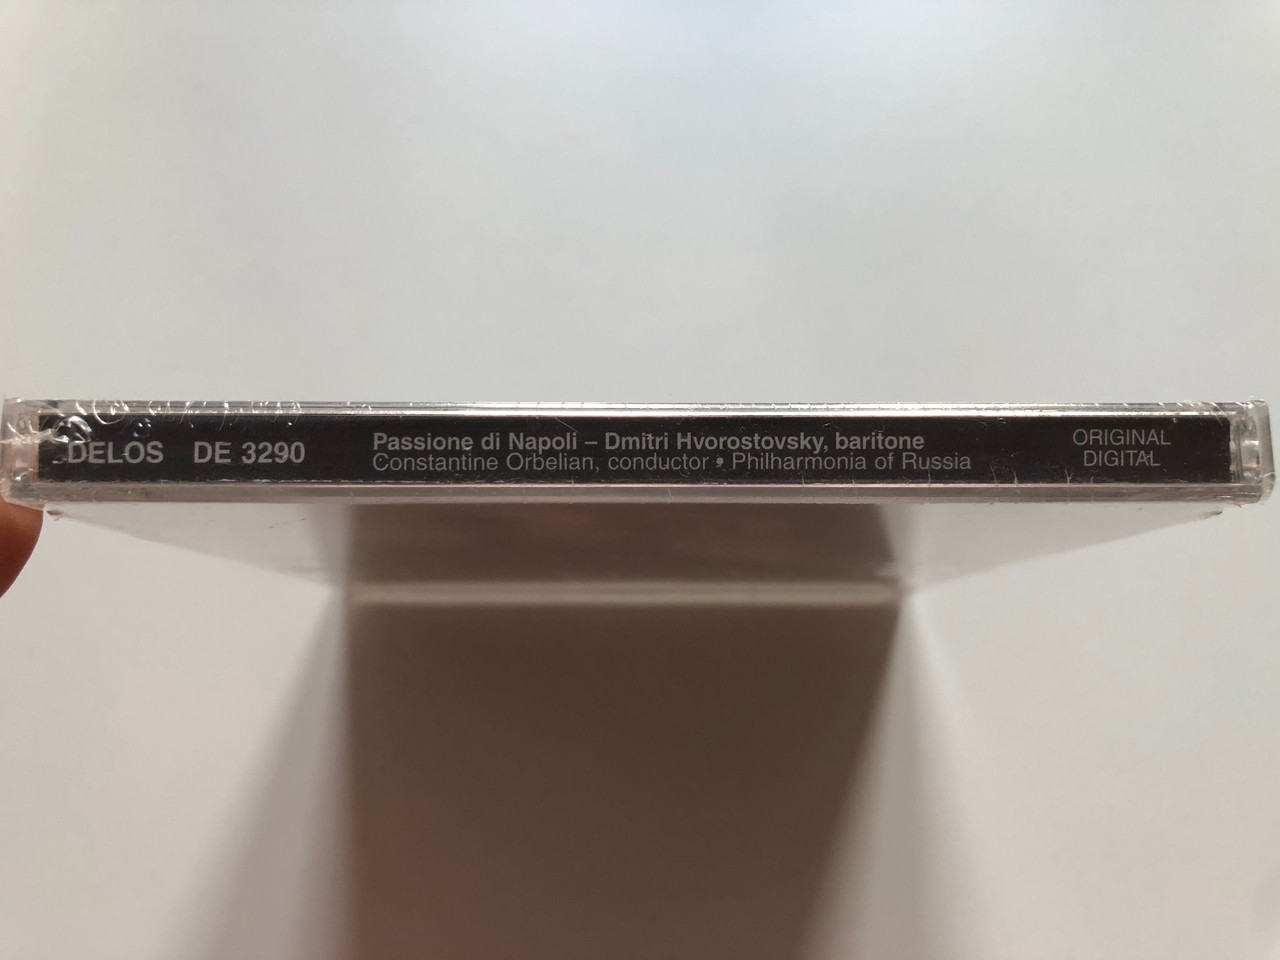 DELOS DE 3290
Passione di Napoli – Dmitri Hvorostovsky, baritone
Constantine Orbelian, conductor • Philharmonia of Russia
ORIGINAL
DIGITAL